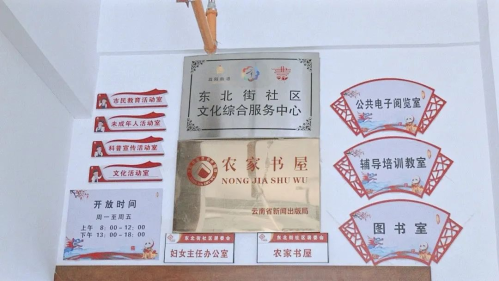 市民教育活动室
未成年人活动室
科普宣传活动室
文化活动室
开放时间
周一至周五
上午 8:00-12:00
下午 13:00-18:00
东北街社区
文化综合服务中心
农家书屋
NONG JIA SHU WU
云南省新闻出版局
妇女主任办公室
农家书屋
公共电子阅览室
辅导培训教室
图书室